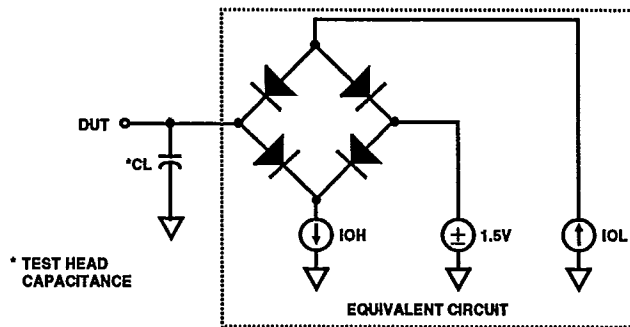 DUT
*CL
IOH
± 1.5V
IOL
* TEST HEAD
CAPACITANCE
EQUIVALENT CIRCUIT